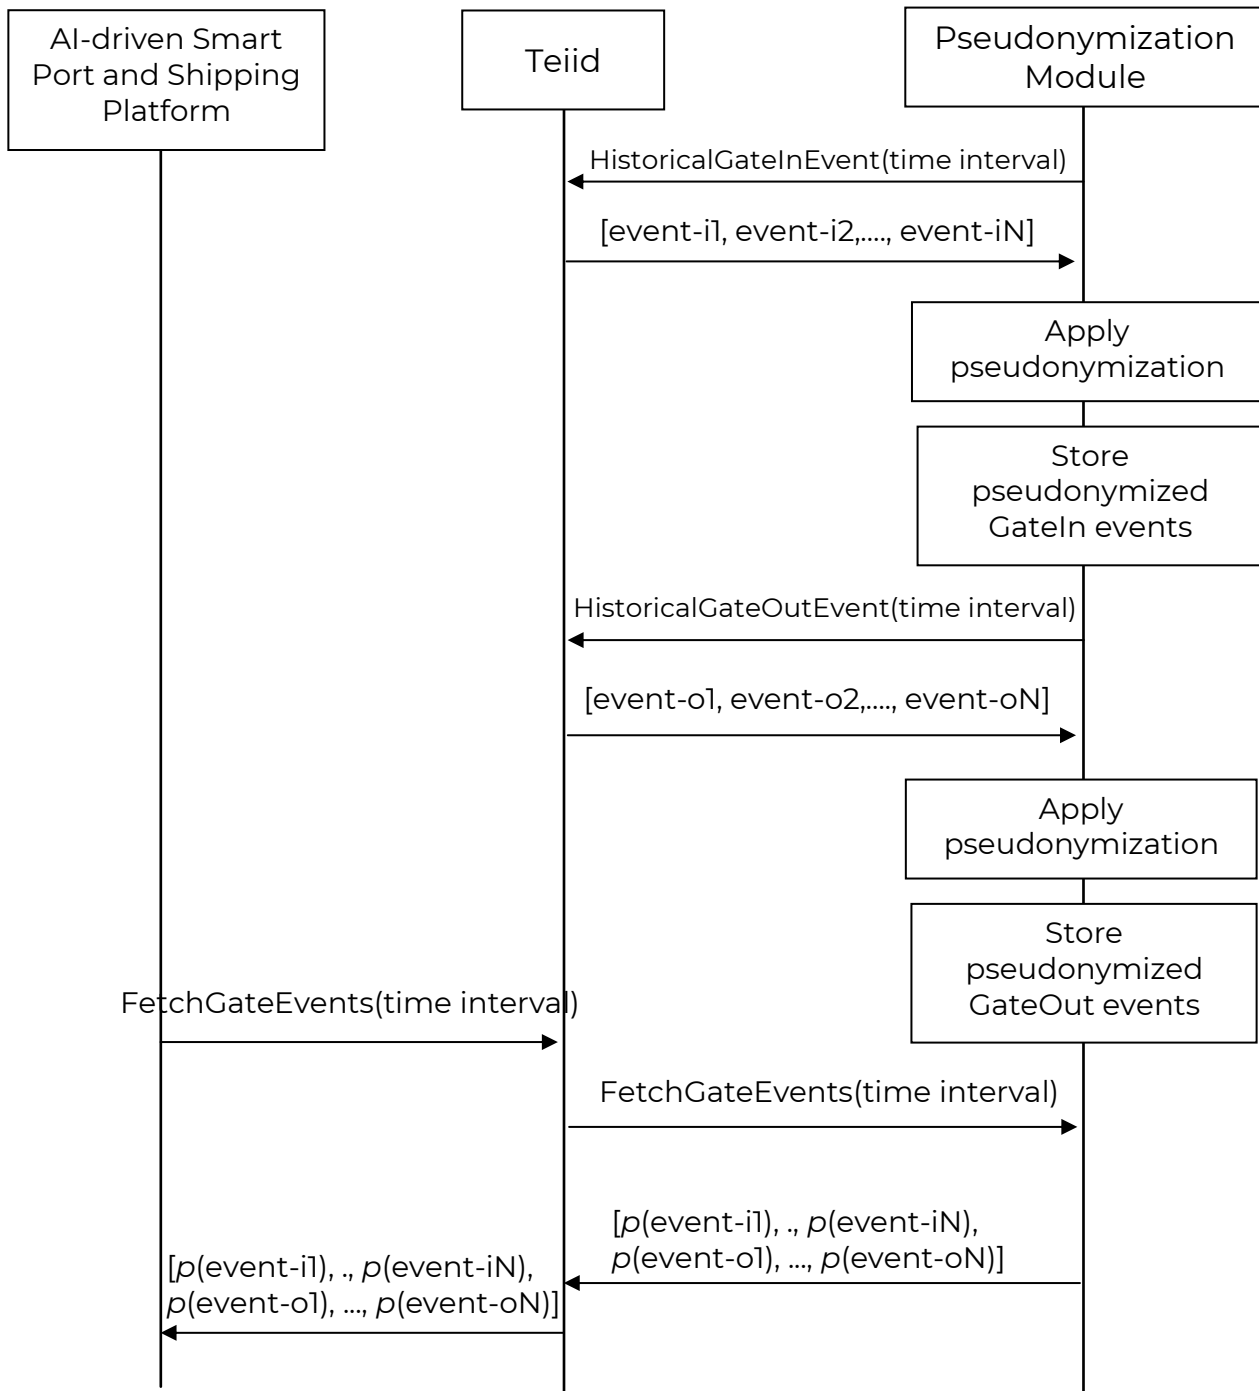 AI-driven Smart
Port and Shipping
Platform
Teiid
Pseudonymization
Module
HistoricalGateInEvent(time interval)
[event-i1, event-i2,...., event-iN]
Apply
pseudonymization
Store
pseudonymized
GateIn events
HistoricalGateOutEvent(time interval)
[event-o1, event-o2,...., event-oN]
Apply
pseudonymization
Store
pseudonymized
GateOut events
FetchGateEvents(time interval)
FetchGateEvents(time interval)
[p(event-i1), ., p(event-iN),
p(event-o1), ..., p(event-oN)]
[p(event-i1), ., p(event-iN),
p(event-o1), ..., p(event-oN)]